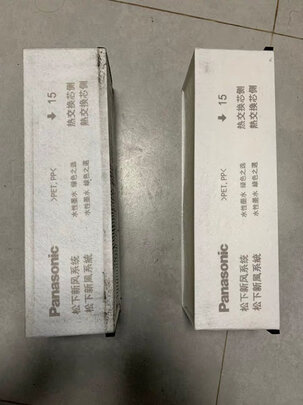 Panasonic
松下新风系统
松下新風系統
>PET, PP<
水性墨水 绿色之选
水性墨水 綠色之選
15
热交换芯侧
熱交換芯側
Panasonic
松下新风系统
松下新風系統
>PET, PP<
水性墨水 绿色之选
水性墨水 綠色之選
15
热交换芯侧
熱交換芯側